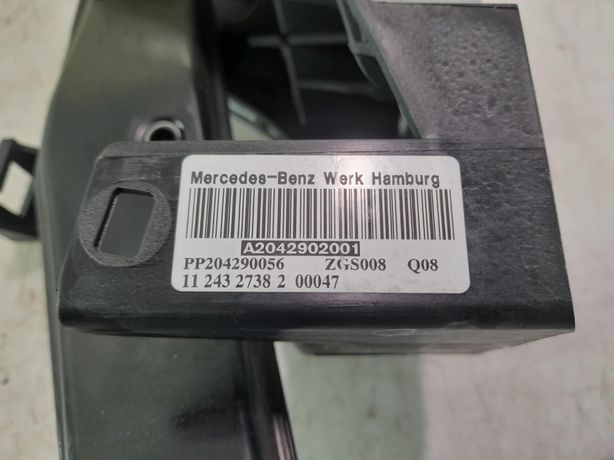 Mercedes-Benz Werk Hamburg
A2042902001
PP204290056 ZGS008 Q08
11 243 2738 2 00047